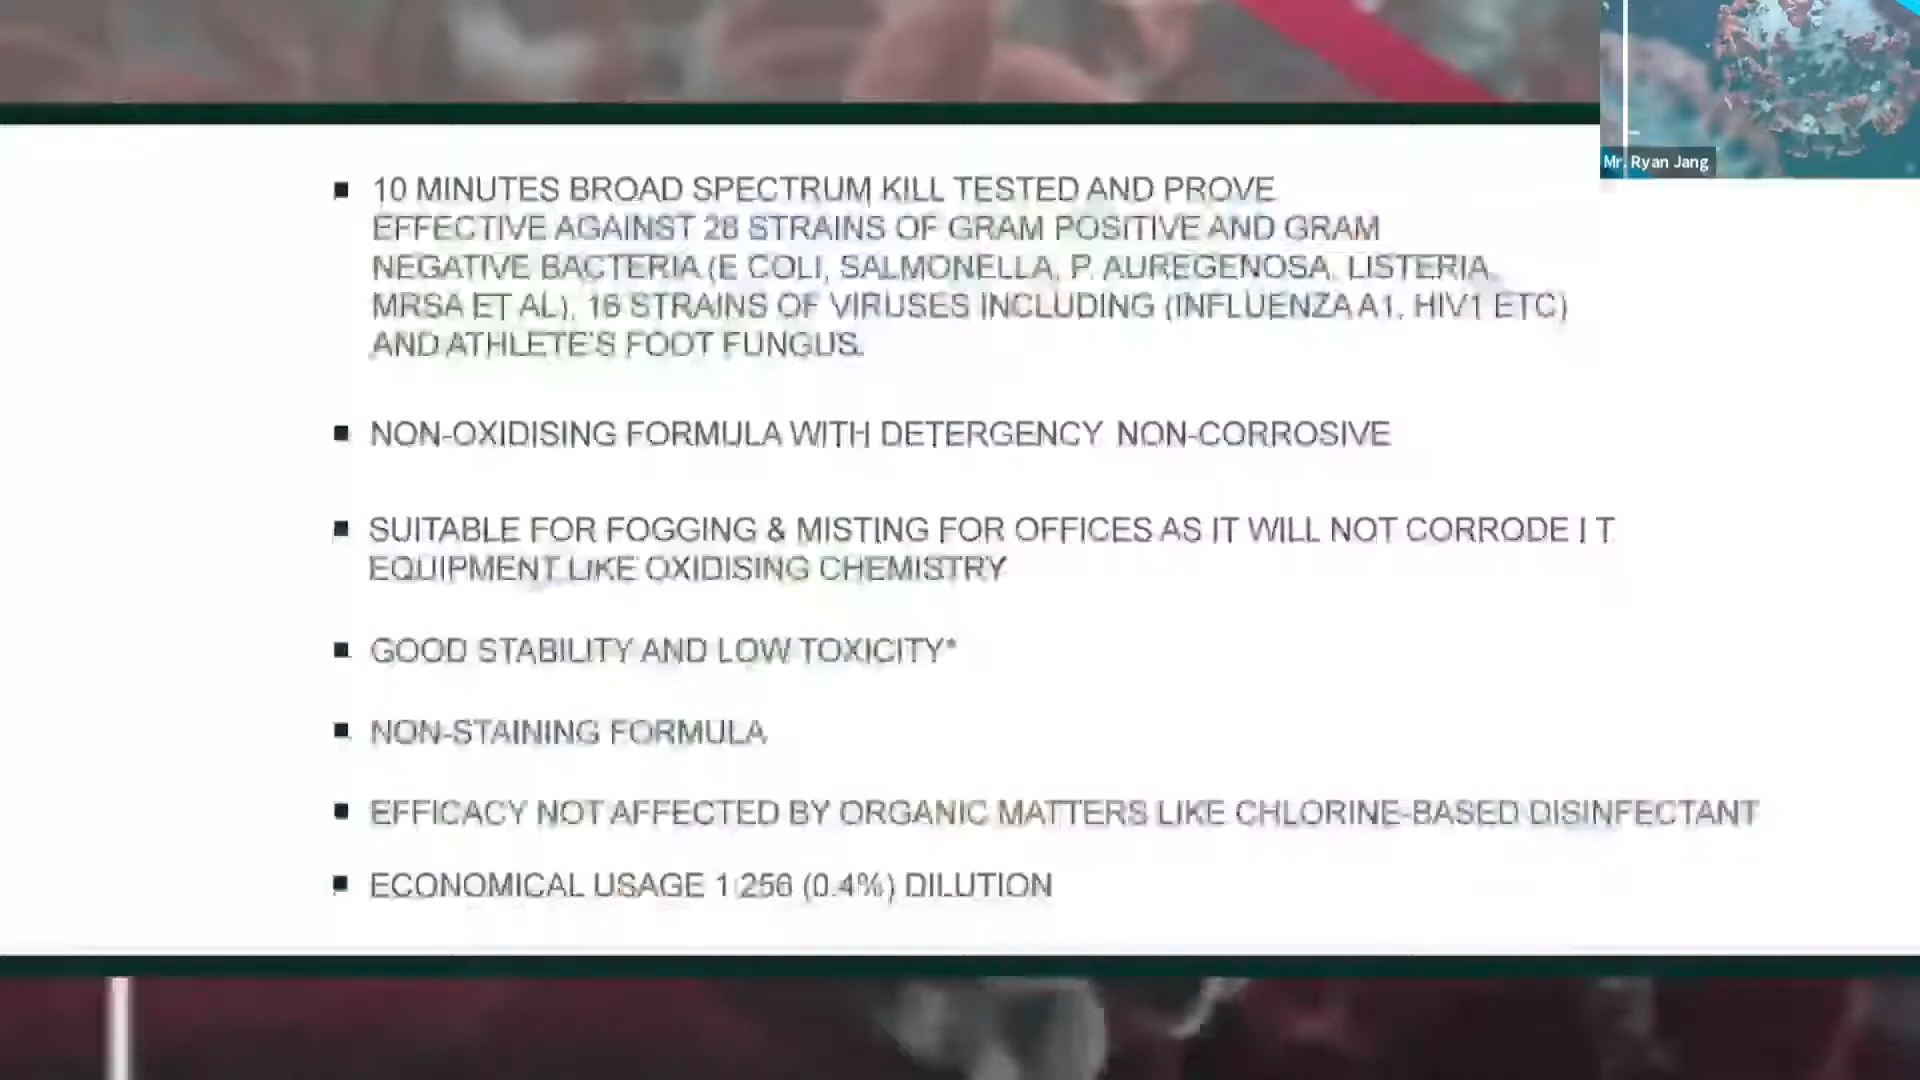 Mr. Ryan Jang
10 MINUTES BROAD SPECTRUM KILL TESTED AND PROVE
EFFECTIVE AGAINST 28 STRAINS OF GRAM POSITIVE AND GRAM
NEGATIVE BACTERIA (E COLI, SALMONELLA, P. AUREGENOSA, LISTERIA,
MRSA ET AL), 16 STRAINS OF VIRUSES INCLUDING (INFLUENZA A1, HIV1 ETC)
AND ATHLETE'S FOOT FUNGUS.
NON-OXIDISING FORMULA WITH DETERGENCY NON-CORROSIVE
SUITABLE FOR FOGGING & MISTING FOR OFFICES AS IT WILL NOT CORRODE I T
EQUIPMENT LIKE OXIDISING CHEMISTRY
GOOD STABILITY AND LOW TOXICITY*
NON-STAINING FORMULA
EFFICACY NOT AFFECTED BY ORGANIC MATTERS LIKE CHLORINE-BASED DISINFECTANT
ECONOMICAL USAGE 1:256 (0.4%) DILUTION